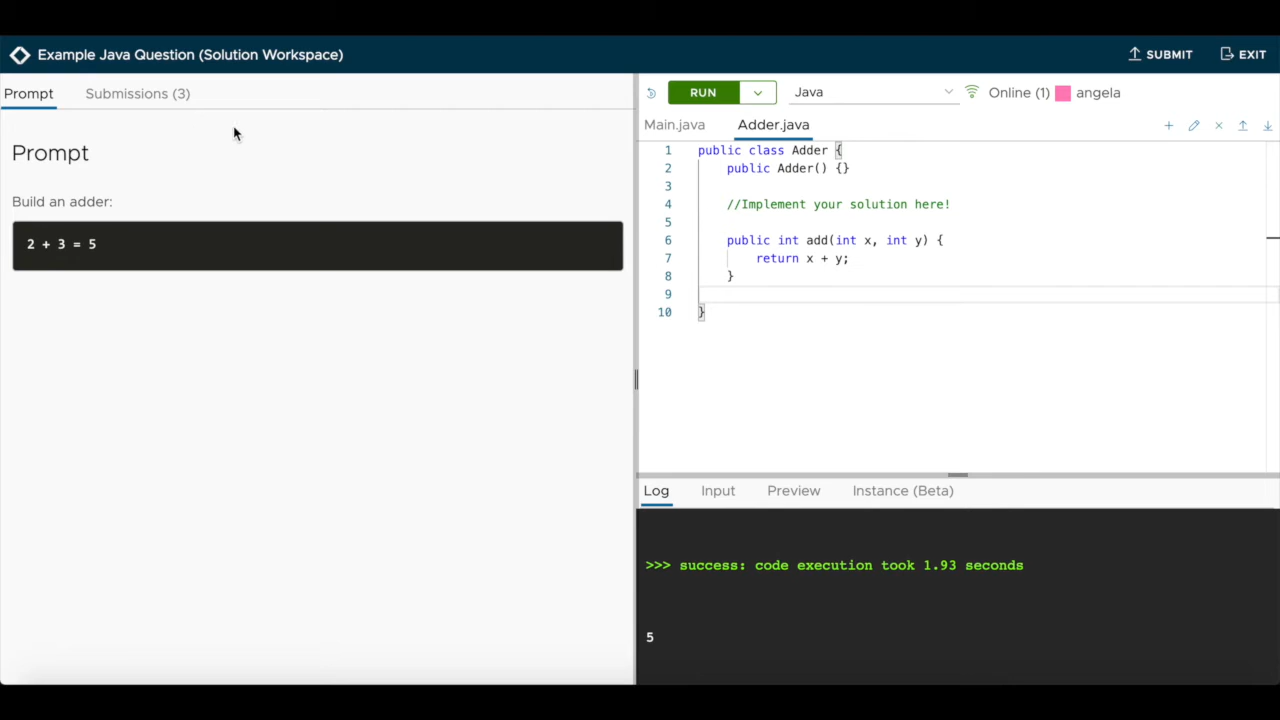 Example Java Question (Solution Workspace)
SUBMIT
EXIT
Prompt
Submissions (3)
Prompt
Build an adder:
2 + 3 = 5
RUN
Java
Online (1)
angela
Main.java
Adder.java
1 public class Adder {
2 public Adder() {}
3
4 //Implement your solution here!
5
6 public int add(int x, int y) {
7 return x + y;
8 }
9
10 }
Log
Input
Preview
Instance (Beta)
>>> success: code execution took 1.93 seconds
5